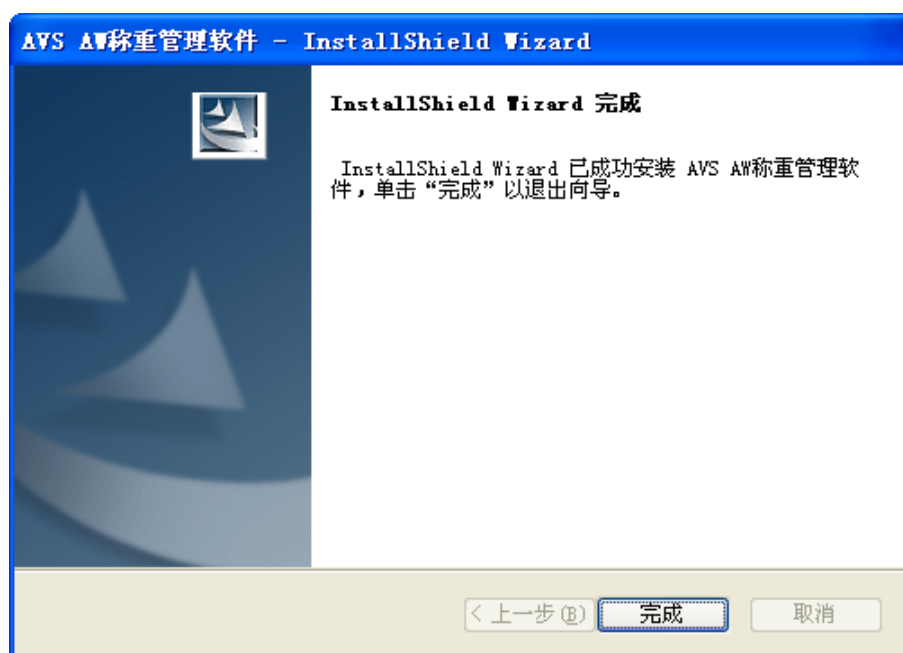 AVS AW称重管理软件 - InstallShield Wizard
InstallShield Wizard 完成
InstallShield Wizard 已成功安装 AVS AW称重管理软
件，单击“完成”以退出向导。
< 上一步(B) 完成 取消